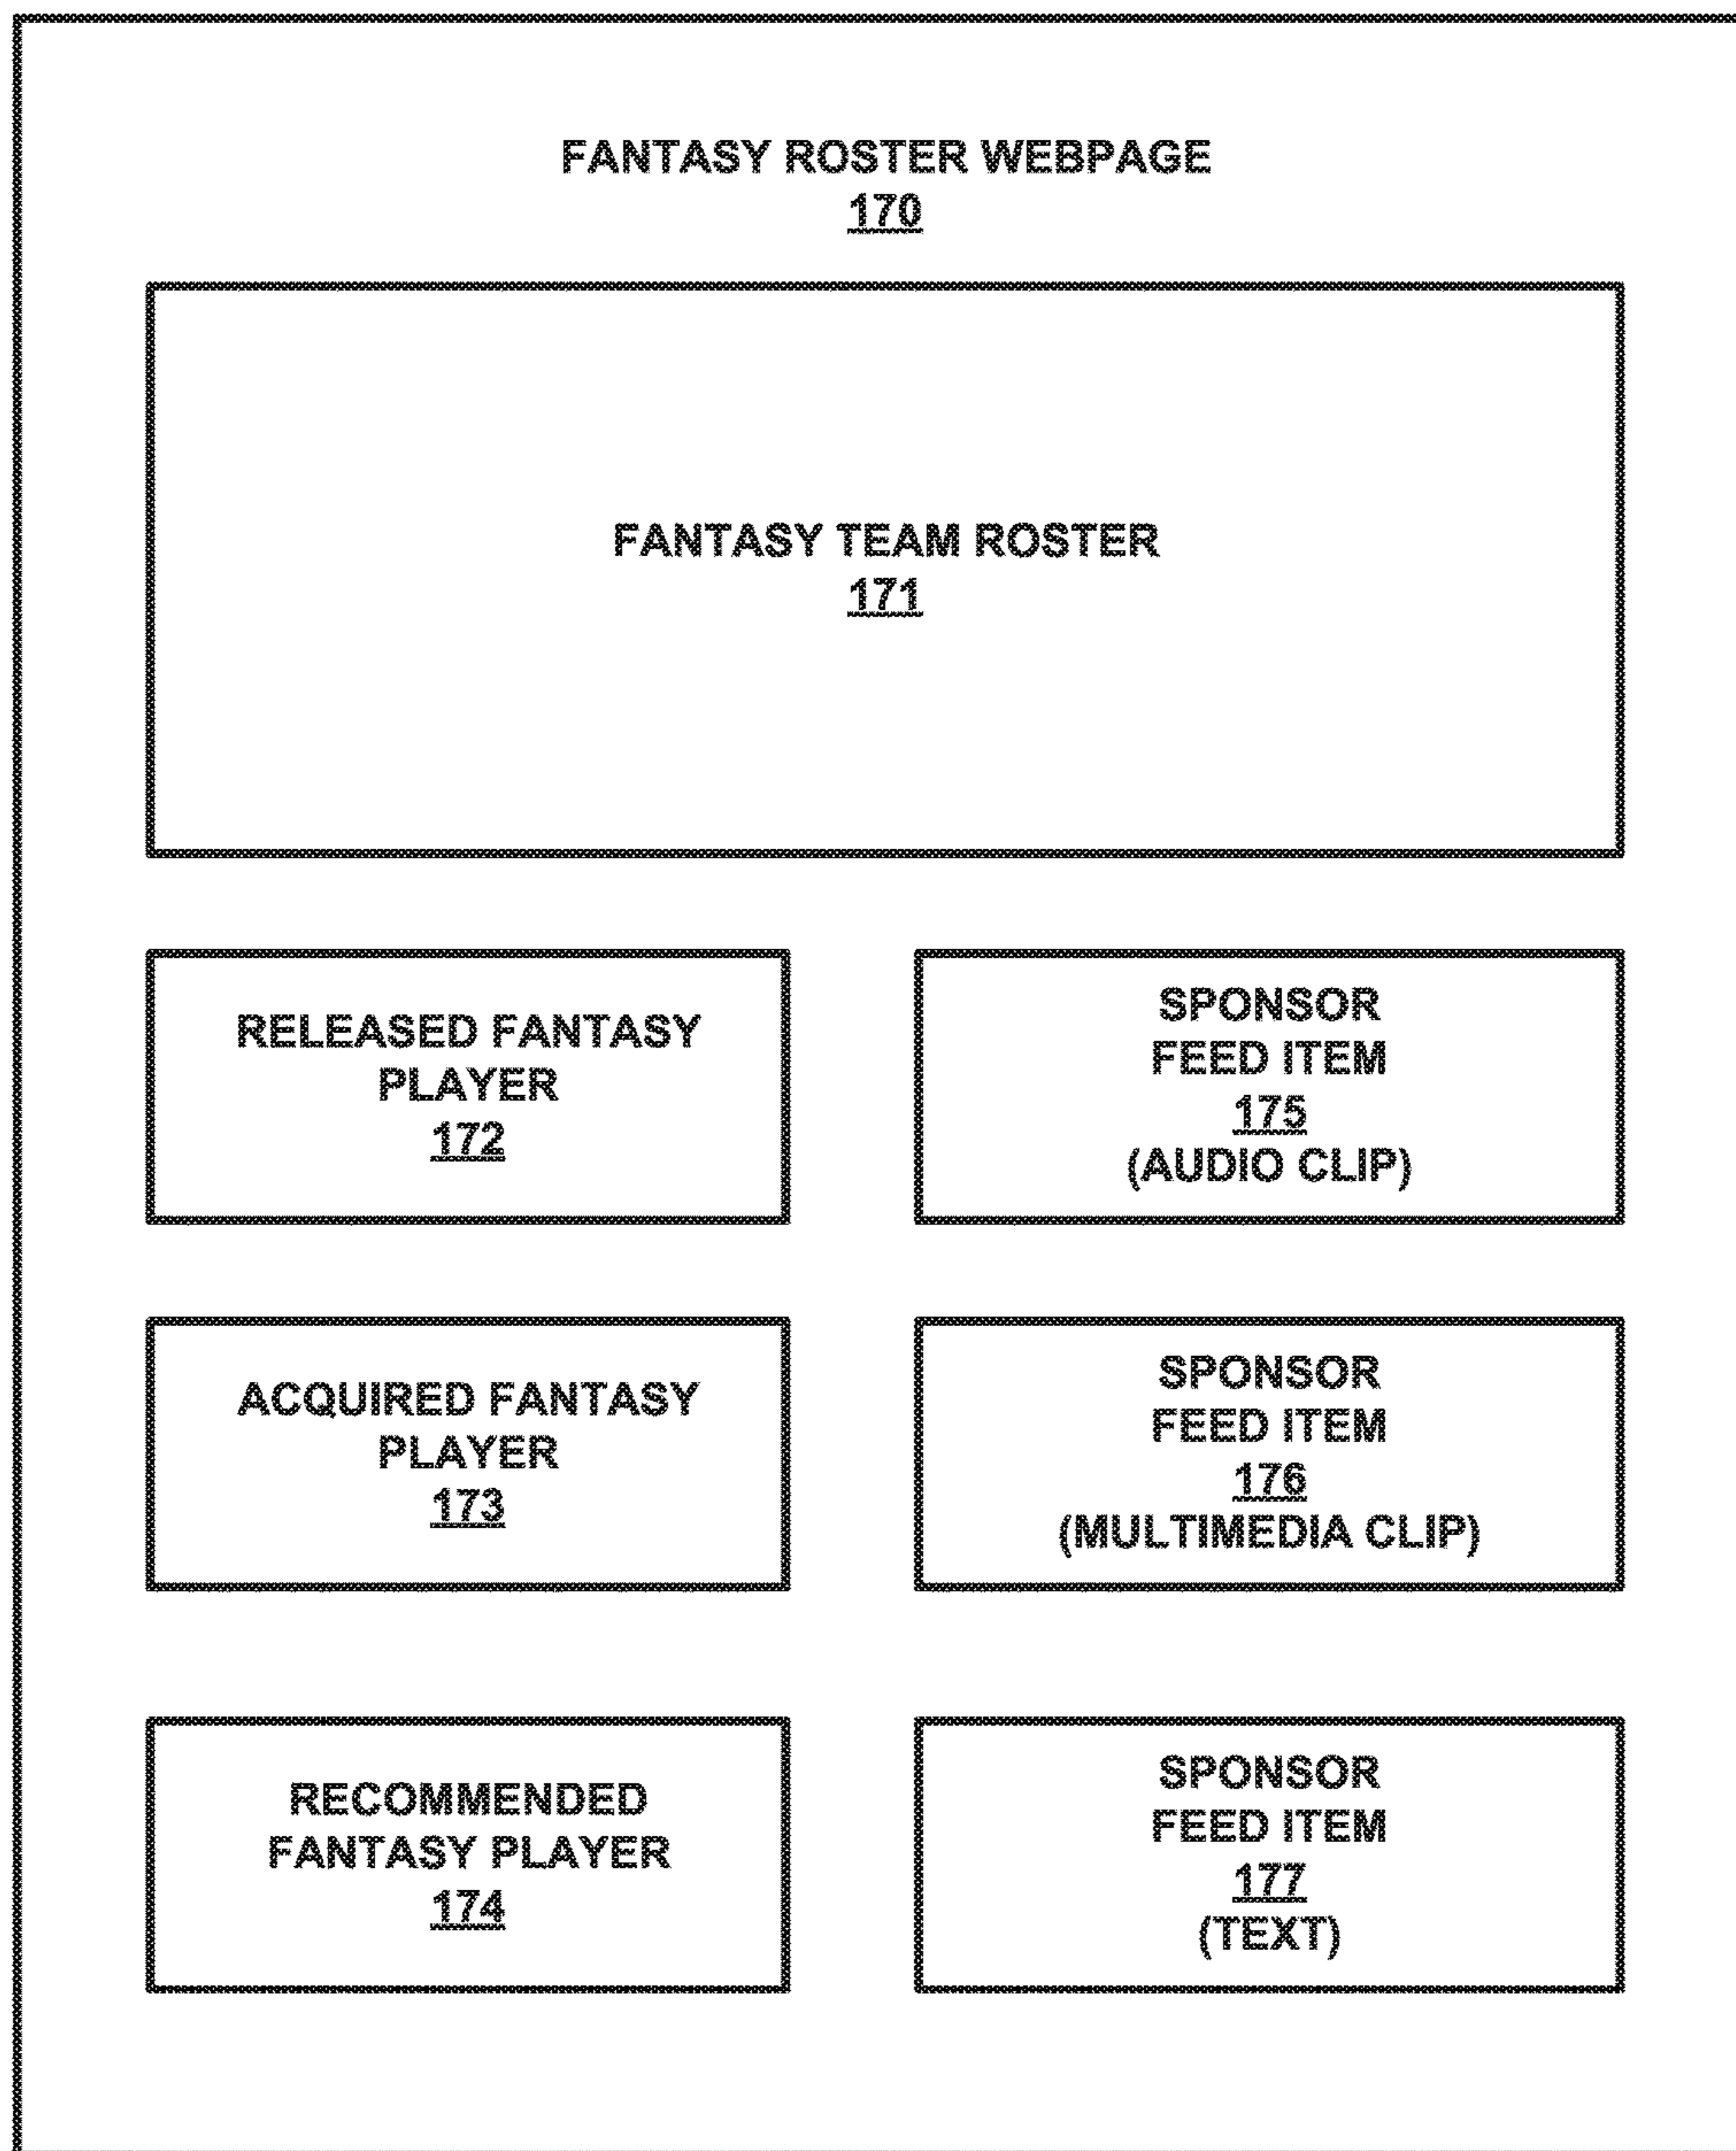 FANTASY ROSTER WEBPAGE
170
FANTASY TEAM ROSTER
171
RELEASED FANTASY
PLAYER
172
SPONSOR
FEED ITEM
175
(AUDIO CLIP)
ACQUIRED FANTASY
PLAYER
173
SPONSOR
FEED ITEM
176
(MULTIMEDIA CLIP)
RECOMMENDED
FANTASY PLAYER
174
SPONSOR
FEED ITEM
177
(TEXT)